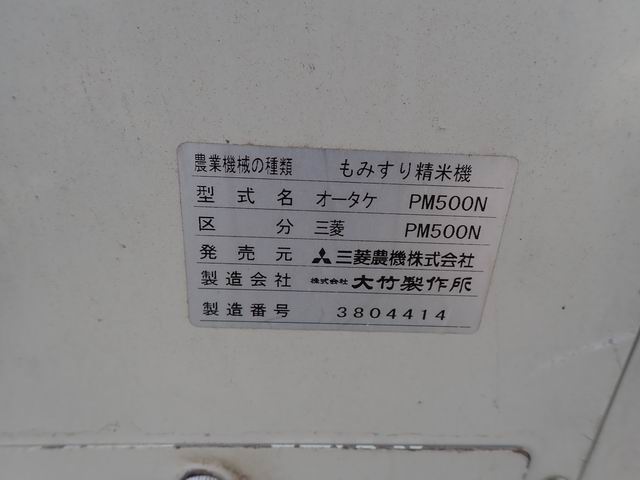 農業機械の種類 もみすり精米機
型式名 オータケ PM500N
区分 三菱 PM500N
発売元 三菱農機株式会社
製造会社 株式会社 大竹製作所
製造番号 3804414